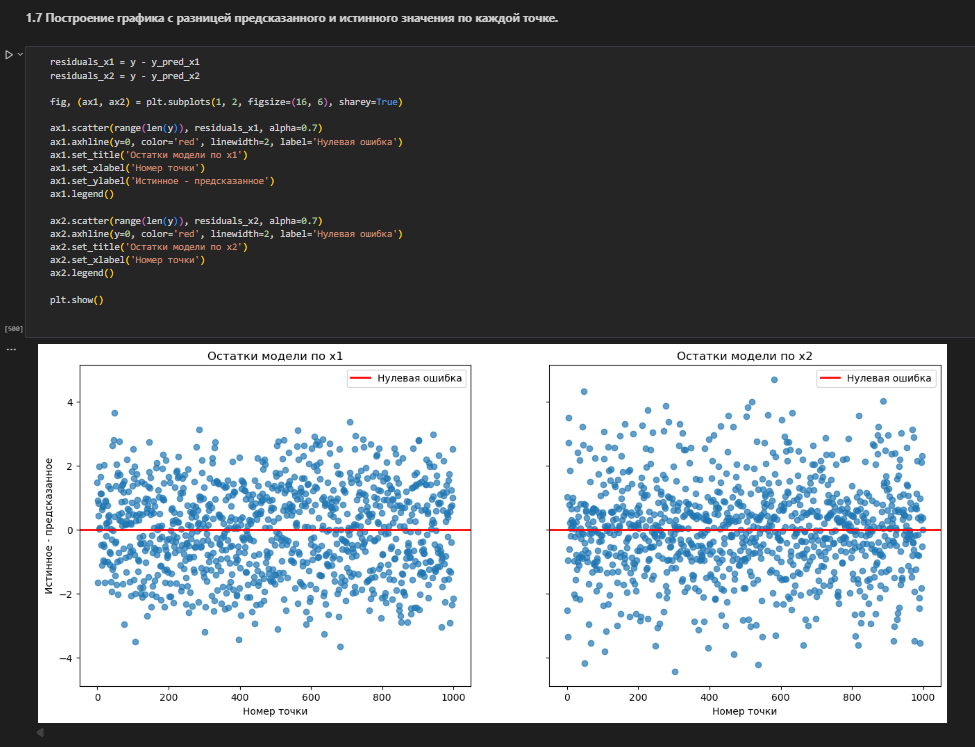 1.7 Построение графика с разницей предсказанного и истинного значения по каждой точке.
residuals_x1 = y - y_pred_x1
residuals_x2 = y - y_pred_x2
fig, (ax1, ax2) = plt.subplots(1, 2, figsize=(16, 6), sharey=True)
ax1.scatter(range(len(y)), residuals_x1, alpha=0.7)
ax1.axhline(y=0, color='red', linewidth=2, label='Нулевая ошибка')
ax1.set_title('Остатки модели по x1')
ax1.set_xlabel('Номер точки')
ax1.set_ylabel('Истинное - предсказанное')
ax1.legend()
ax2.scatter(range(len(y)), residuals_x2, alpha=0.7)
ax2.axhline(y=0, color='red', linewidth=2, label='Нулевая ошибка')
ax2.set_title('Остатки модели по x2')
ax2.set_xlabel('Номер точки')
ax2.legend()
plt.show()
[500]
...
Остатки модели по x1
Нулевая ошибка
4
2
0
−2
−4
Истинное - предсказанное
0 200 400 600 800 1000
Номер точки
Остатки модели по x2
Нулевая ошибка
0 200 400 600 800 1000
Номер точки